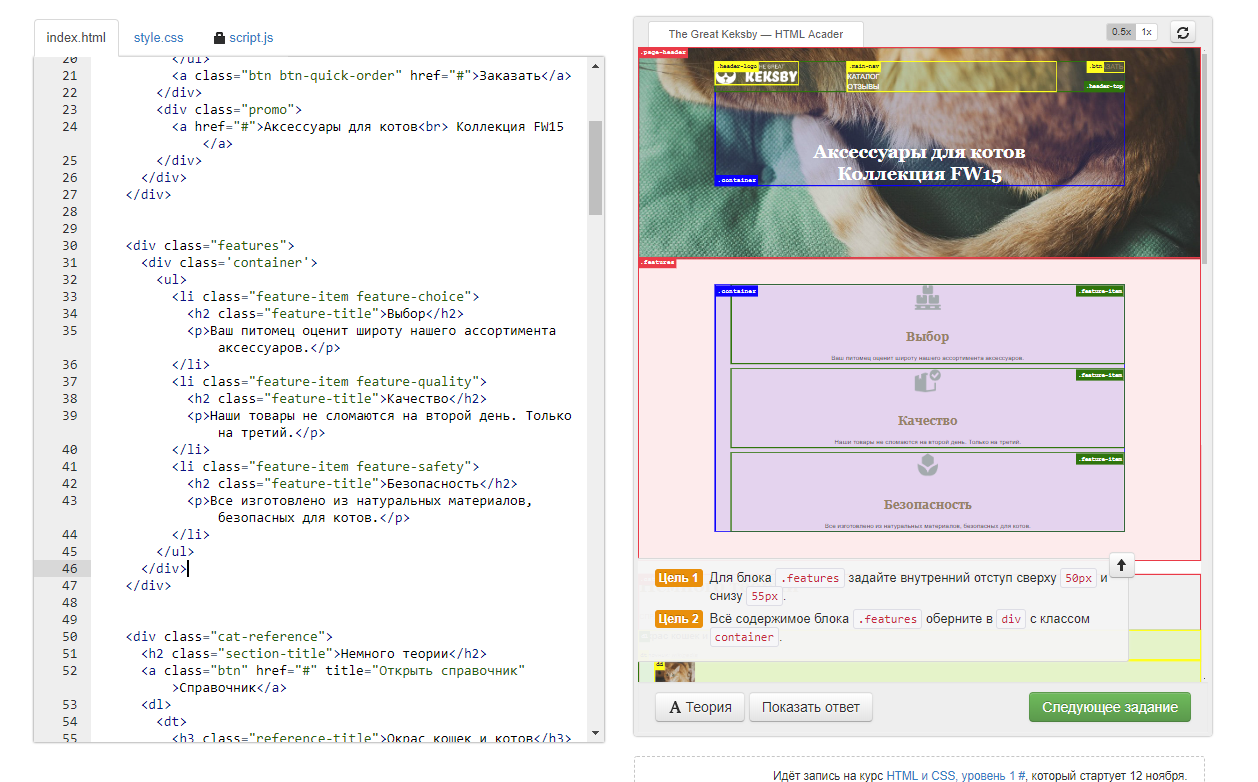 index.html style.css script.js
20 </ul>
21 <a class="btn btn-quick-order" href="#">Заказать</a>
22 </div>
23 <div class="promo">
24 <a href="#">Аксессуары для котов<br> Коллекция FW15
</a>
25 </div>
26 </div>
27 </div>
28
29
30 <div class="features">
31 <div class='container'>
32 <ul>
33 <li class="feature-item feature-choice">
34 <h2 class="feature-title">Выбор</h2>
35 <p>Ваш питомец оценит широту нашего ассортимента
аксессуаров.</p>
36 </li>
37 <li class="feature-item feature-quality">
38 <h2 class="feature-title">Качество</h2>
39 <p>Наши товары не сломаются на второй день. Только
на третий.</p>
40 </li>
41 <li class="feature-item feature-safety">
42 <h2 class="feature-title">Безопасность</h2>
43 <p>Все изготовлено из натуральных материалов,
безопасных для котов.</p>
44 </li>
45 </ul>
46 </div>
47 </div>
48
49
50 <div class="cat-reference">
51 <h2 class="section-title">Немного теории</h2>
52 <a class="btn" href="#" title="Открыть справочник"
>Справочник</a>
53 <dl>
54 <dt>
55 <h3 class="reference-title">Окрас кошек и котов</h3>
The Great Keksby — HTML Acader
0.5x 1x
.page-header
.header-logo THE GREAT .main-nav .btn ЗАТЬ
KEKSBY КАТАЛОГ
ОТЗЫВЫ .header-top
Аксессуары для котов
Коллекция FW15
.container
.features
.container .feature-item
Выбор
Ваш питомец оценит широту нашего ассортимента аксессуаров.
.feature-item
Качество
Наши товары не сломаются на второй день. Только на третий.
.feature-item
Безопасность
Все изготовлено из натуральных материалов, безопасных для котов.
Цель 1 Для блока .features задайте внутренний отступ сверху 50px и
снизу 55px.
Цель 2 Всё содержимое блока .features оберните в div с классом
container.
dd
A Теория Показать ответ Следующее задание
Идёт запись на курс HTML и CSS, уровень 1 #, который стартует 12 ноября.